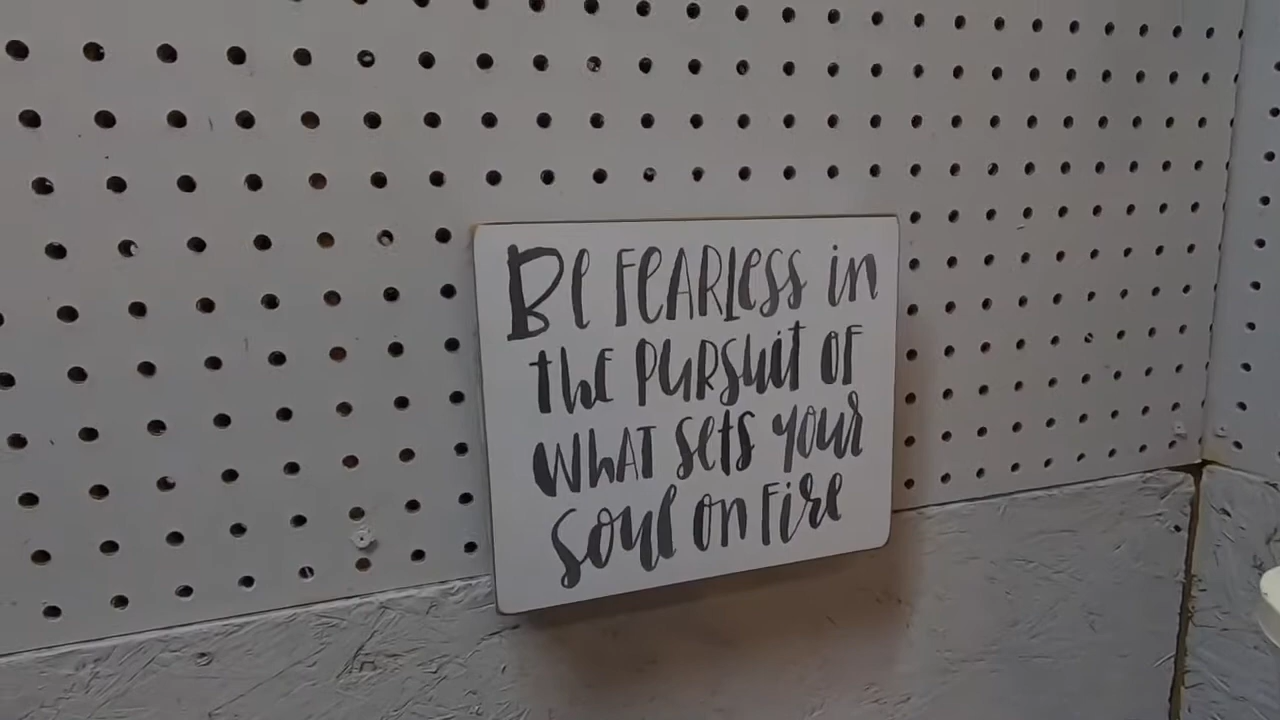 Be FeARLess in
the PURSuit OF
WhAT sets your
Soul on Fire